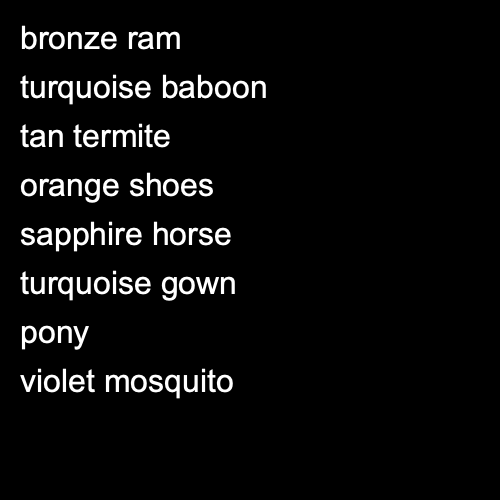 bronze ram
turquoise baboon
tan termite
orange shoes
sapphire horse
turquoise gown
pony
violet mosquito